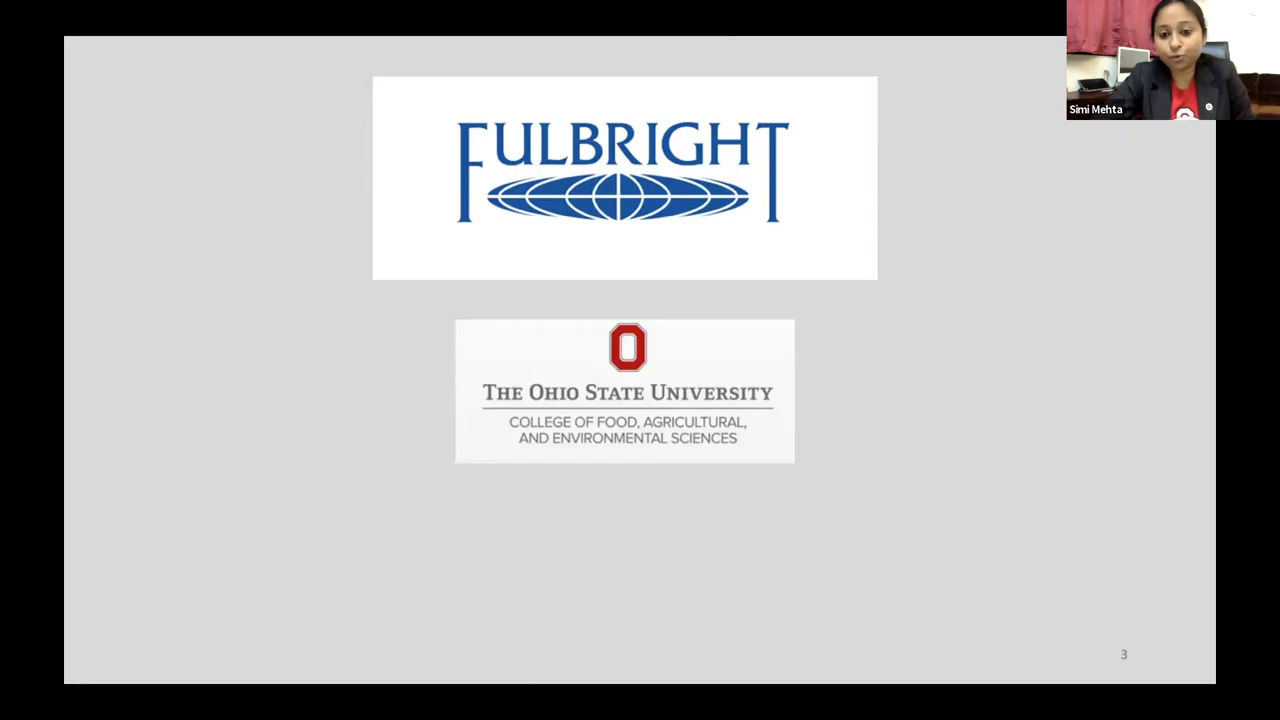 FULBRIGHT
THE OHIO STATE UNIVERSITY
COLLEGE OF FOOD, AGRICULTURAL,
AND ENVIRONMENTAL SCIENCES
3
Simi Mehta